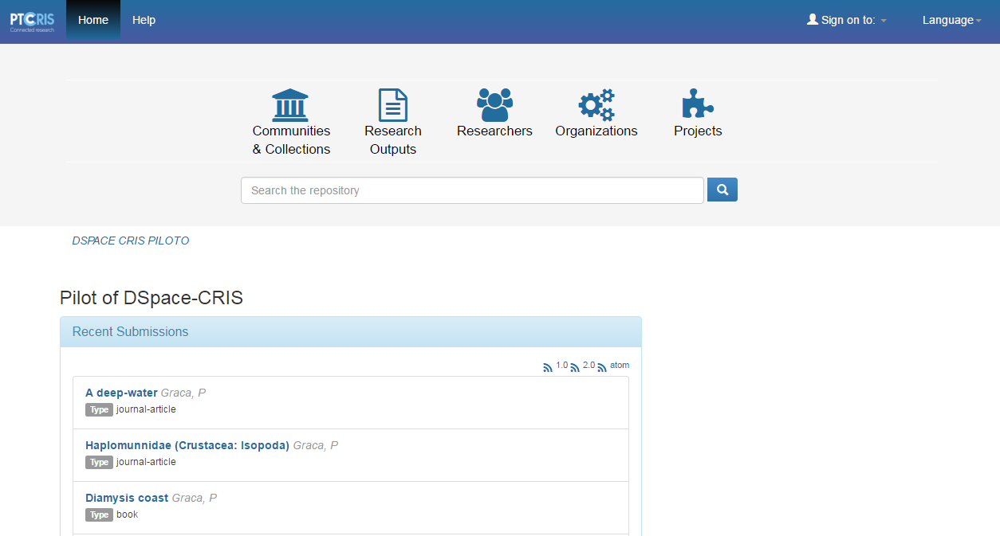 PTCRIS
Connected research
Home
Help
Sign on to:
Language
Communities
& Collections
Research
Outputs
Researchers
Organizations
Projects
Search the repository
DSPACE CRIS PILOTO
Pilot of DSpace-CRIS
Recent Submissions
1.0 2.0 atom
A deep-water Graca, P
Type journal-article
Haplomunnidae (Crustacea: Isopoda) Graca, P
Type journal-article
Diamysis coast Graca, P
Type book